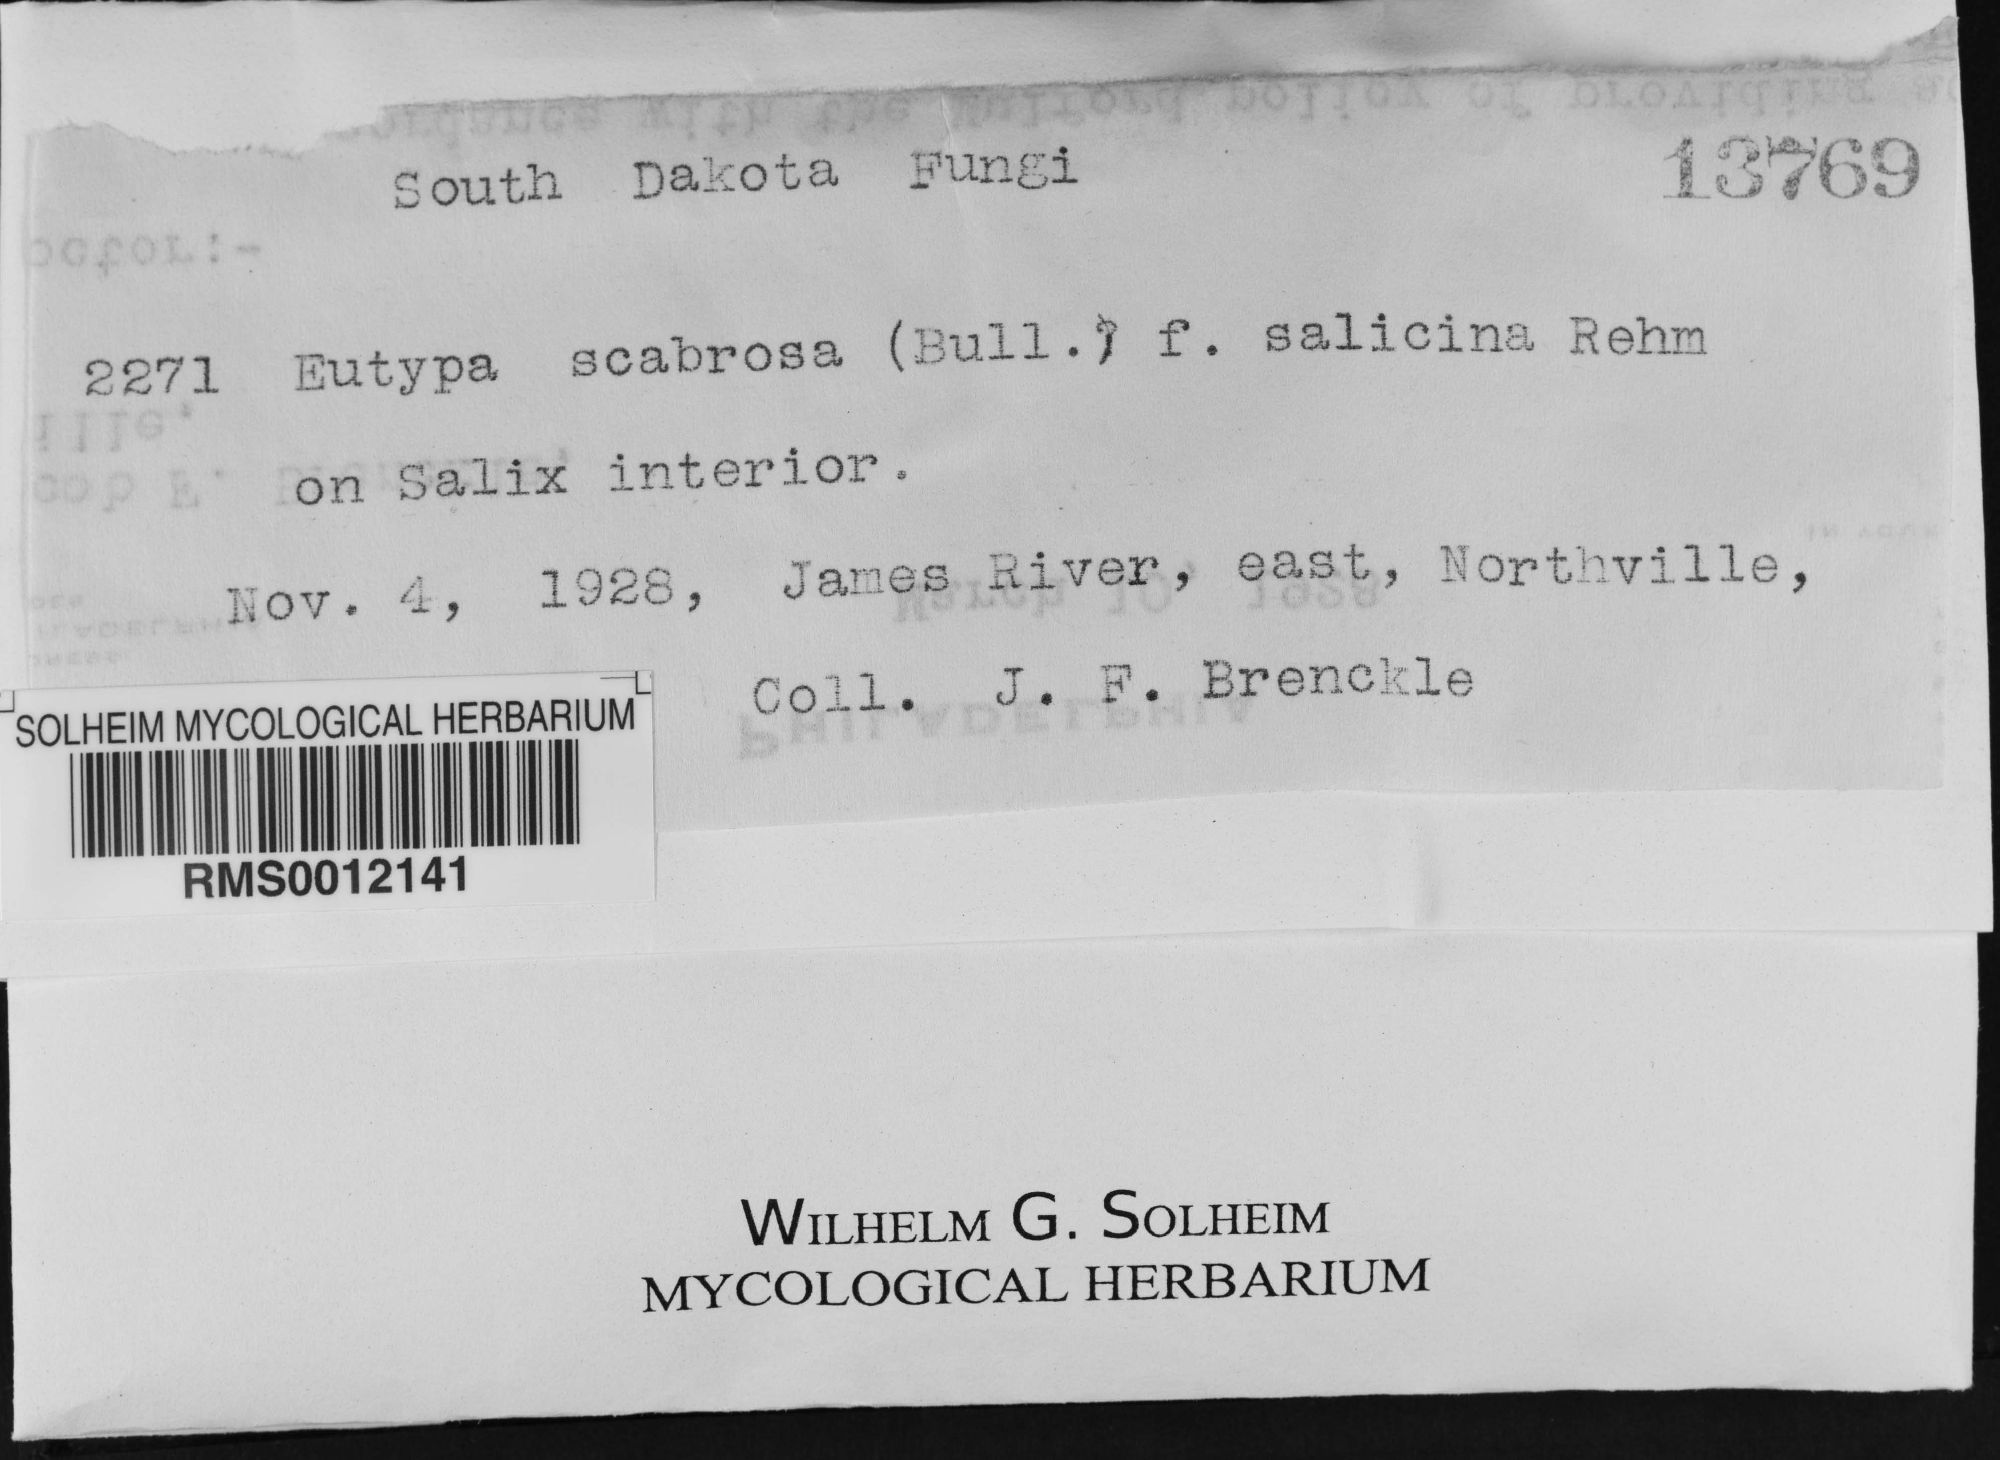 South Dakota Fungi
13769
2271 Eutypa scabrosa (Bull.) f. salicina Rehm
on Salix interior.
Nov. 4, 1928, James River, east, Northville,
Coll. J. F. Brenckle
SOLHEIM MYCOLOGICAL HERBARIUM
RMS0012141
WILHELM G. SOLHEIM
MYCOLOGICAL HERBARIUM